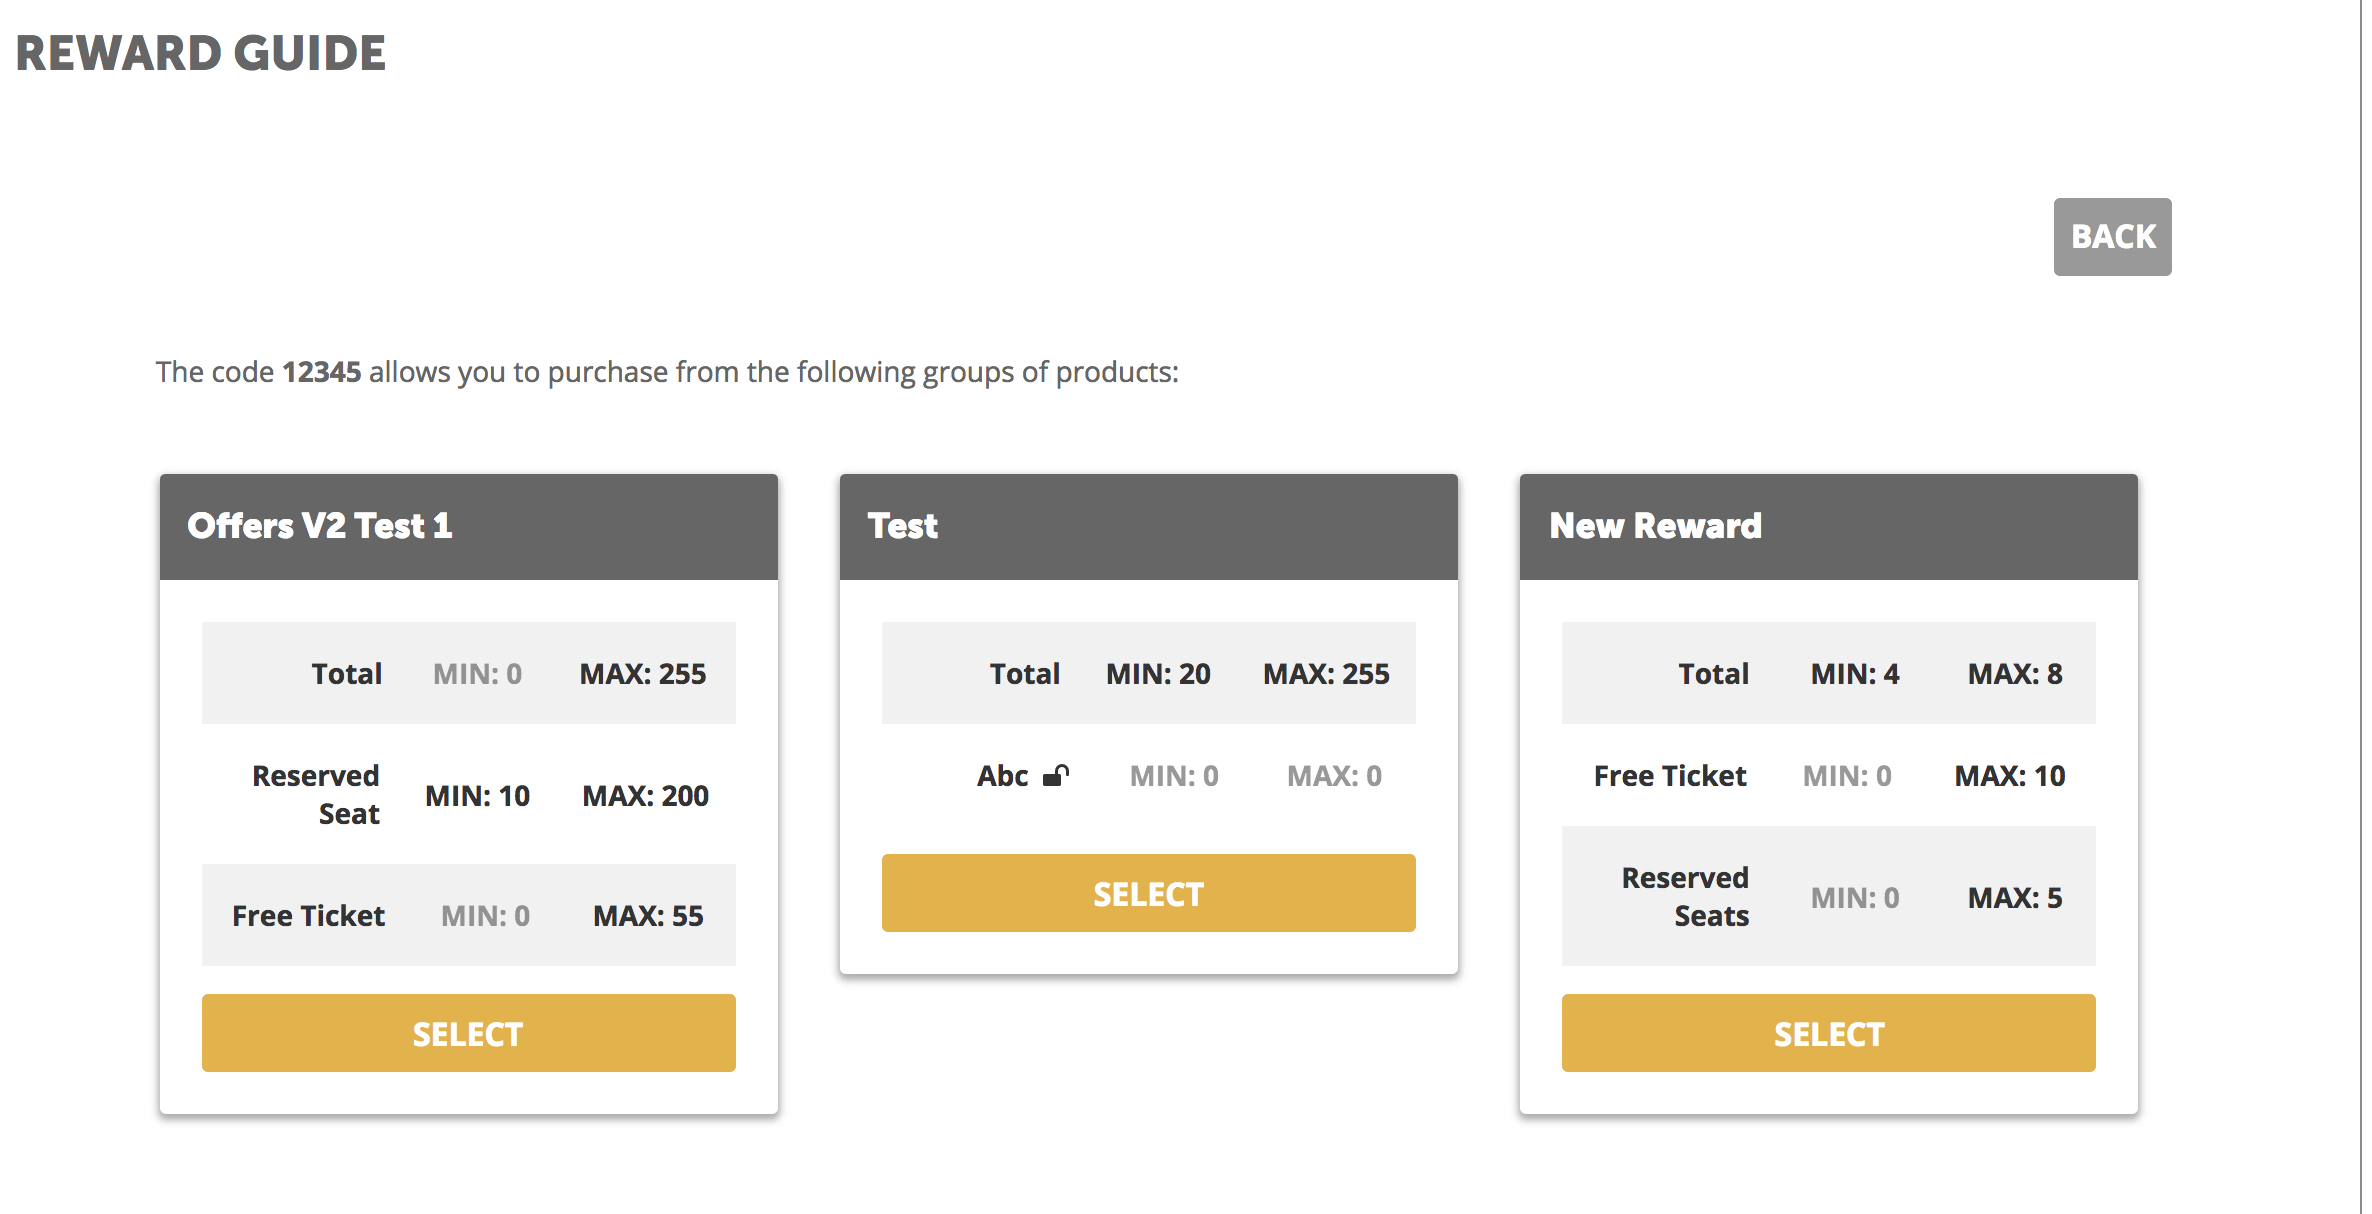 REWARD GUIDE
BACK
The code 12345 allows you to purchase from the following groups of products:
Offers V2 Test 1
Total MIN: 0 MAX: 255
Reserved
Seat
MIN: 10 MAX: 200
Free Ticket MIN: 0 MAX: 55
SELECT
Test
Total MIN: 20 MAX: 255
Abc MIN: 0 MAX: 0
SELECT
New Reward
Total MIN: 4 MAX: 8
Free Ticket MIN: 0 MAX: 10
Reserved
Seats
MIN: 0 MAX: 5
SELECT